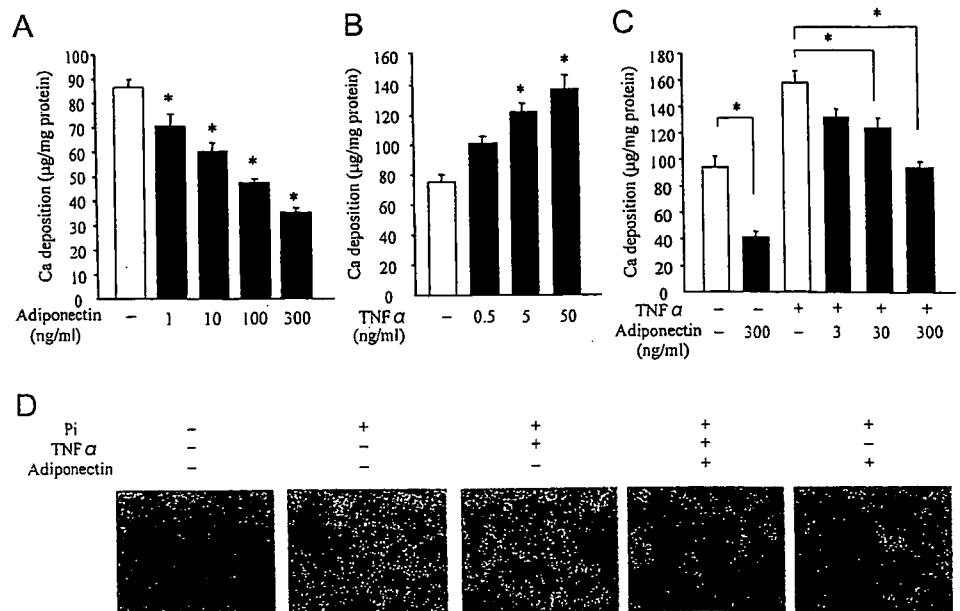 A
Ca deposition (µg/mg protein)
100
90
80
70
60
50
40
30
20
10
0
* * * *
Adiponectin
(ng/ml)
– 1 10 100 300
B
Ca deposition (µg/mg protein)
160
140
120
100
80
60
40
20
0
* *
TNF α
(ng/ml)
– 0.5 5 50
C
Ca deposition (µg/mg protein)
180
160
140
120
100
80
60
40
20
0
* * *
TNF α – – + + + +
Adiponectin – 300 – 3 30 300
(ng/ml)
D
Pi – + + + +
TNF α – – + + –
Adiponectin – – – + +